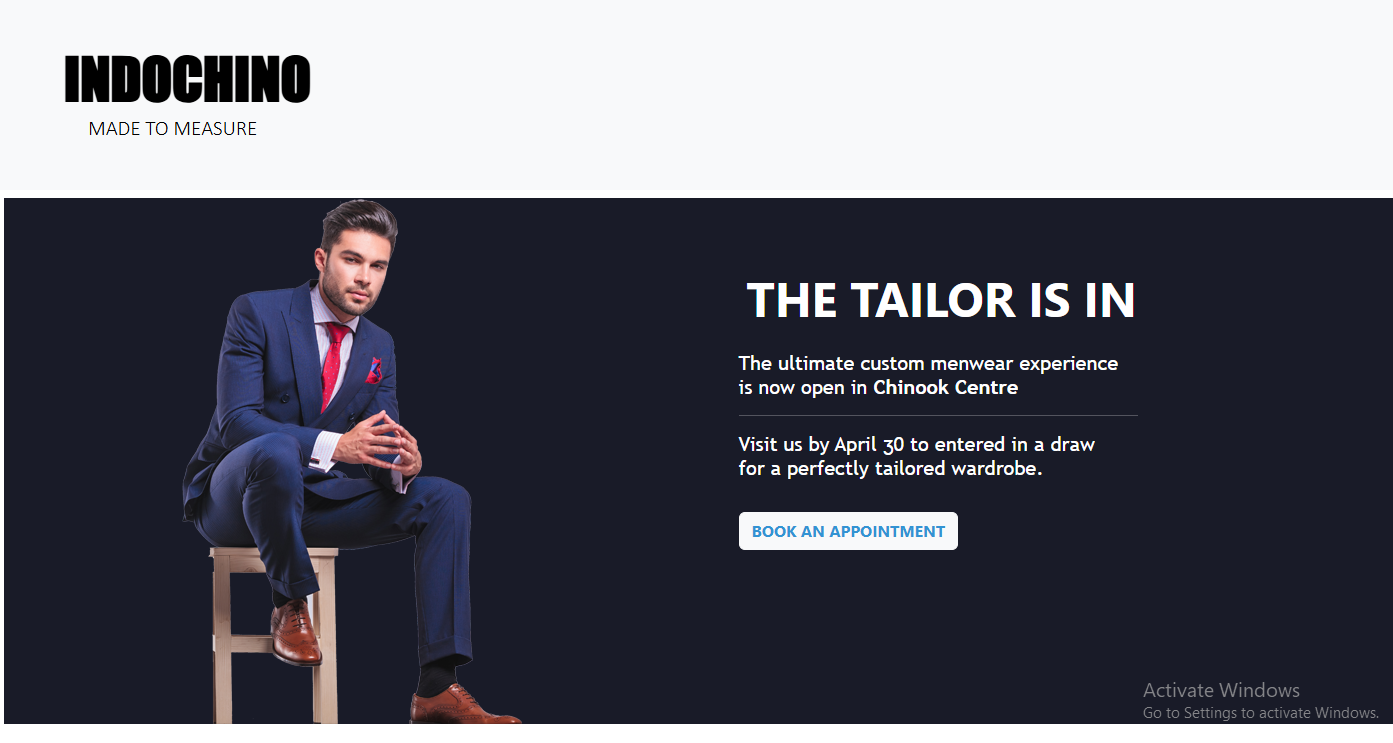 INDOCHINO
MADE TO MEASURE
THE TAILOR IS IN
The ultimate custom menwear experience
is now open in Chinook Centre
Visit us by April 30 to entered in a draw
for a perfectly tailored wardrobe.
BOOK AN APPOINTMENT
Activate Windows
Go to Settings to activate Windows.